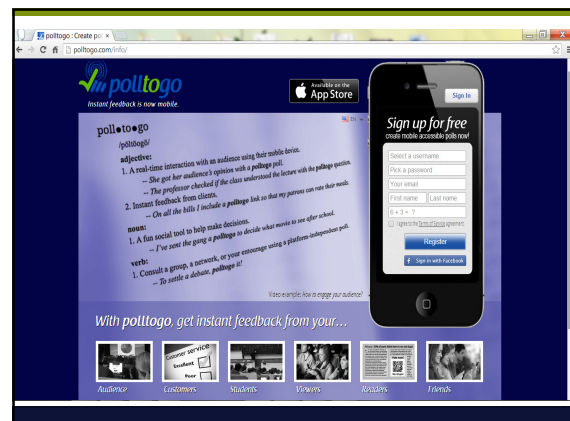 polltogo : Create pol
polltogo.com/info/
polltogo
Instant feedback is now mobile.
Available on the
App Store
EN
Sign In
Sign up for free
create mobile accessible polls now!
Select a username
Pick a password
Your email
First name
Last name
6 + 3 = ?
I agree to the Terms of Service agreement.
Register
f Sign in with Facebook
poll●to●go
/pōltōogō/
adjective:
1. A real-time interaction with an audience using their mobile device.
-- She got her audience's opinion with a polltogo poll.
-- The professor checked if the class understood the lecture with the polltogo question.
2. Instant feedback from clients.
-- On all the bills I include a polltogo link so that my patrons can rate their meals.
noun:
1. A fun social tool to help make decisions.
-- I've sent the gang a polltogo to decide what movie to see after school.
verb:
1. Consult a group, a network, or your entourage using a platform-independent poll.
-- To settle a debate, polltogo it!
Video example: How to engage your audience?
With polltogo, get instant feedback from your…
Customer service
Excellent
Poor
Audience
Customers
Students
Viewers
Readers
Friends